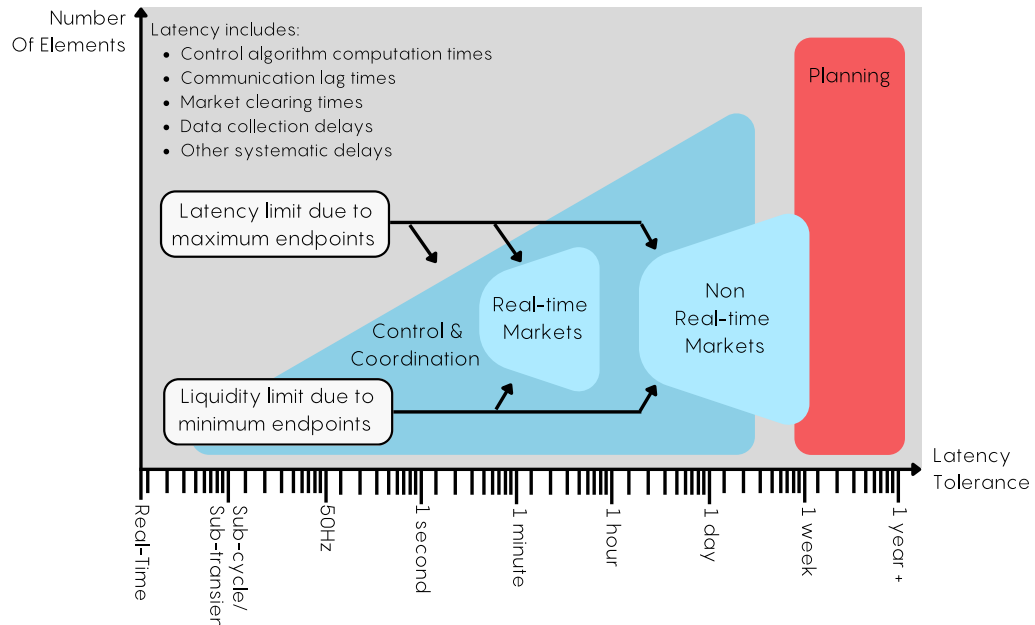 Number
Of Elements
Latency includes:
• Control algorithm computation times
• Communication lag times
• Market clearing times
• Data collection delays
• Other systematic delays
Planning
Latency limit due to
maximum endpoints
Real-time
Markets
Non
Real-time
Markets
Control &
Coordination
Liquidity limit due to
minimum endpoints
Latency
Tolerance
Real-Time
Sub-cycle/
Sub-transien
50Hz
1 second
1 minute
1 hour
1 day
1 week
1 year +